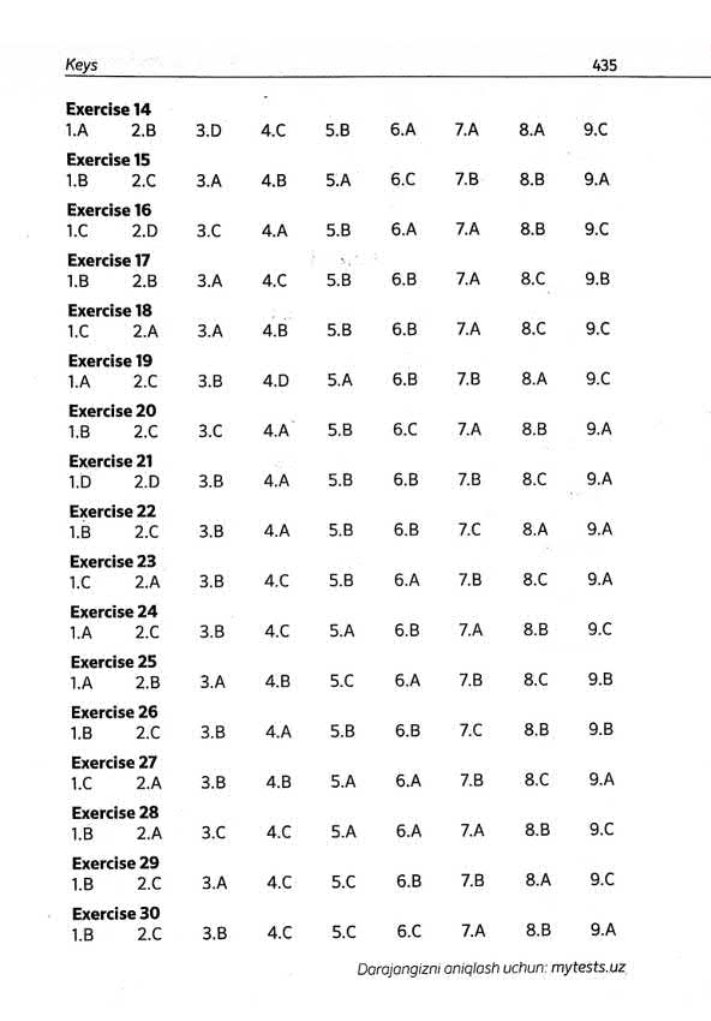 Keys 435
Exercise 14
1.A 2.B 3.D 4.C 5.B 6.A 7.A 8.A 9.C
Exercise 15
1.B 2.C 3.A 4.B 5.A 6.C 7.B 8.B 9.A
Exercise 16
1.C 2.D 3.C 4.A 5.B 6.A 7.A 8.B 9.C
Exercise 17
1.B 2.B 3.A 4.C 5.B 6.B 7.A 8.C 9.B
Exercise 18
1.C 2.A 3.A 4.B 5.B 6.B 7.A 8.C 9.C
Exercise 19
1.A 2.C 3.B 4.D 5.A 6.B 7.B 8.A 9.C
Exercise 20
1.B 2.C 3.C 4.A 5.B 6.C 7.A 8.B 9.A
Exercise 21
1.D 2.D 3.B 4.A 5.B 6.B 7.B 8.C 9.A
Exercise 22
1.B 2.C 3.B 4.A 5.B 6.B 7.C 8.A 9.A
Exercise 23
1.C 2.A 3.B 4.C 5.B 6.A 7.B 8.C 9.A
Exercise 24
1.A 2.C 3.B 4.C 5.A 6.B 7.A 8.B 9.C
Exercise 25
1.A 2.B 3.A 4.B 5.C 6.A 7.B 8.C 9.B
Exercise 26
1.B 2.C 3.B 4.A 5.B 6.B 7.C 8.B 9.B
Exercise 27
1.C 2.A 3.B 4.B 5.A 6.A 7.B 8.C 9.A
Exercise 28
1.B 2.A 3.C 4.C 5.A 6.A 7.A 8.B 9.C
Exercise 29
1.B 2.C 3.A 4.C 5.C 6.B 7.B 8.A 9.C
Exercise 30
1.B 2.C 3.B 4.C 5.C 6.C 7.A 8.B 9.A
Darajangizni aniqlash uchun: mytests.uz